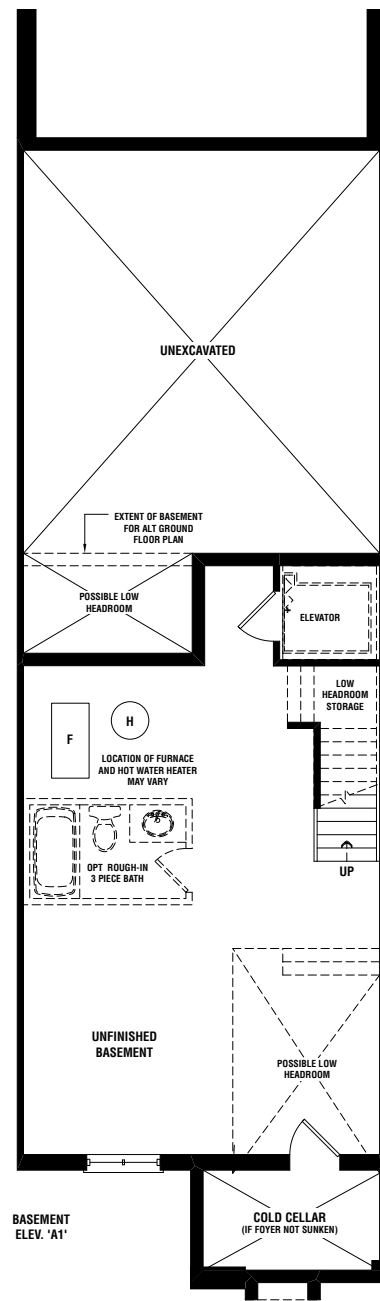 UNEXCAVATED
EXTENT OF BASEMENT
FOR ALT GROUND
FLOOR PLAN
POSSIBLE LOW
HEADROOM
ELEVATOR
LOW
HEADROOM
STORAGE
F
H
LOCATION OF FURNACE
AND HOT WATER HEATER
MAY VARY
OPT ROUGH-IN
3 PIECE BATH
UP
UNFINISHED
BASEMENT
POSSIBLE LOW
HEADROOM
COLD CELLAR
(IF FOYER NOT SUNKEN)
BASEMENT
ELEV. 'A1'